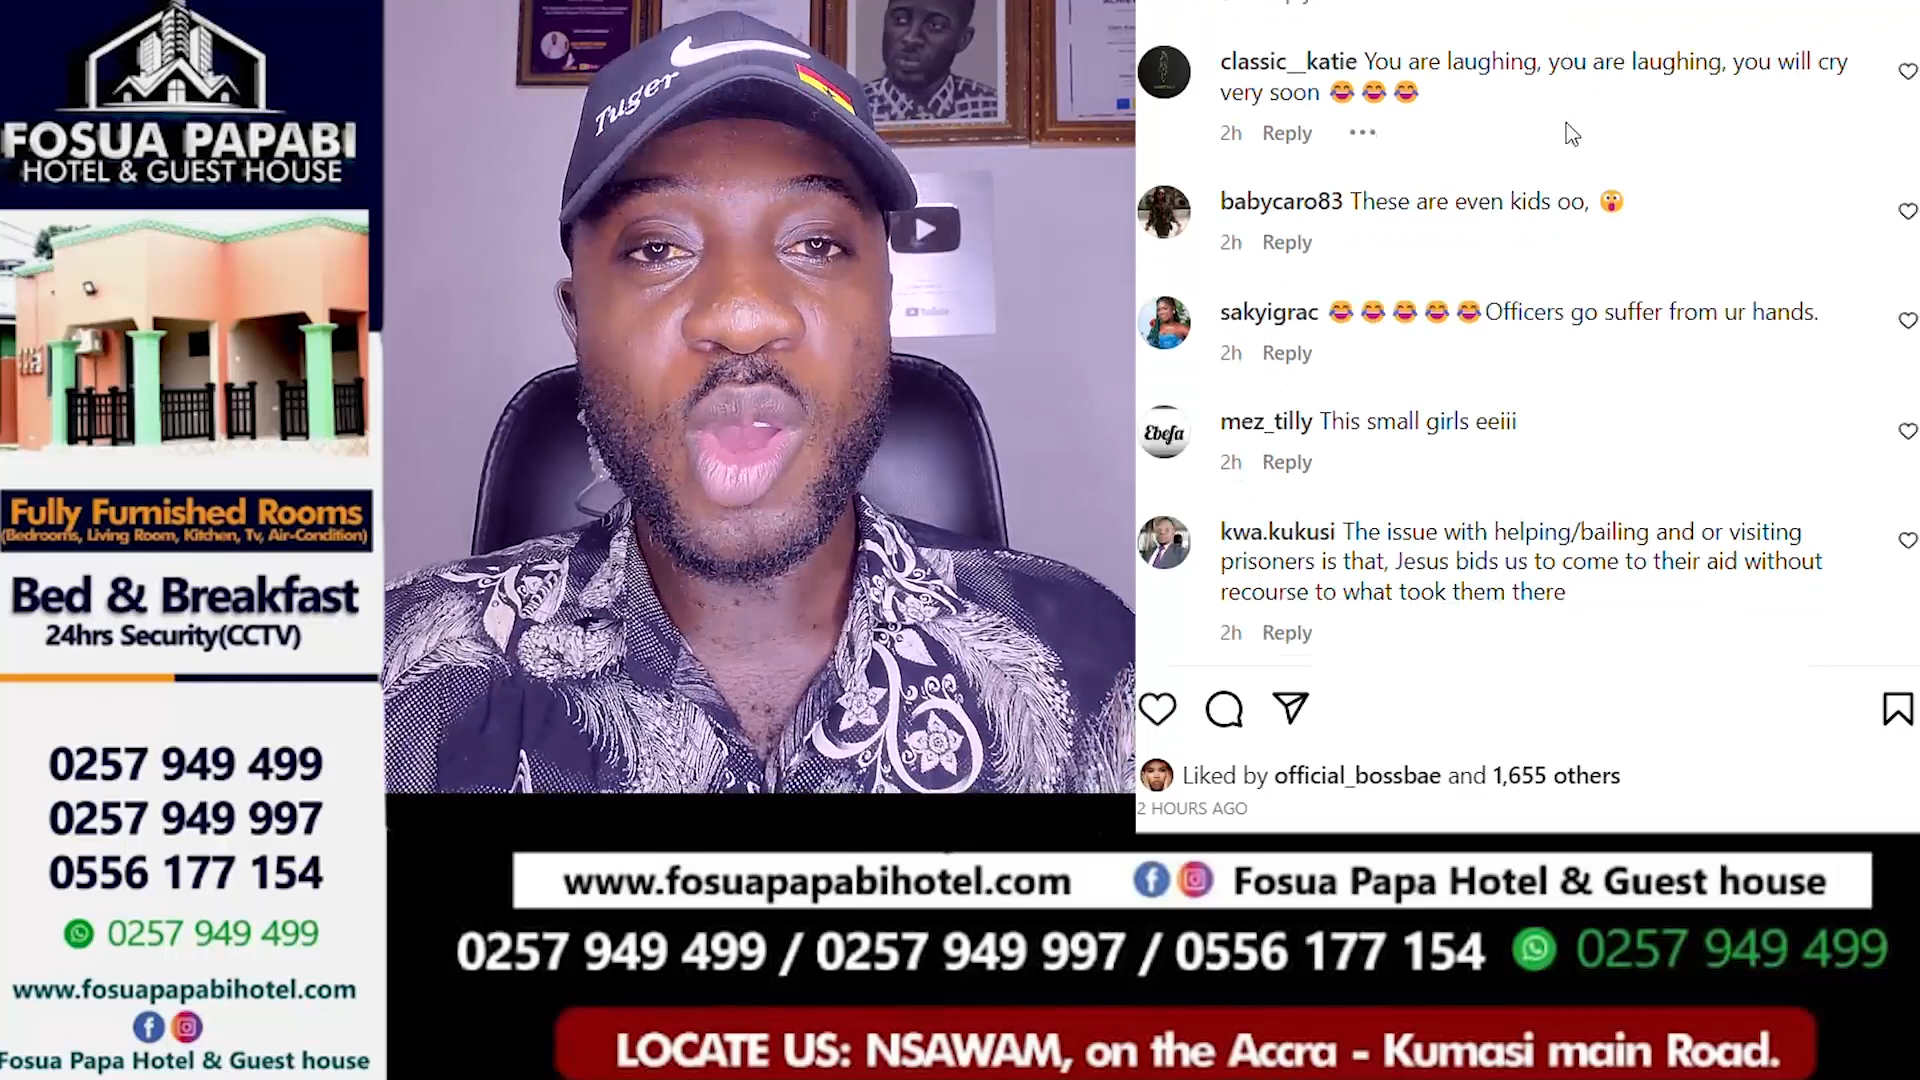 FOSUA PAPABI
HOTEL & GUEST HOUSE
Fully Furnished Rooms
(Bedrooms, Living Room, Kitchen, Tv, Air-Condition)
Bed & Breakfast
24hrs Security(CCTV)
0257 949 499
0257 949 997
0556 177 154
0257 949 499
www.fosuapapabihotel.com
Fosua Papa Hotel & Guest house
Tuger
YouTube
classic__katie You are laughing, you are laughing, you will cry
very soon 😂 😂 😂
2h Reply •••
babycaro83 These are even kids oo, 😲
2h Reply
sakyigrac 😂 😂 😂 😂 😂Officers go suffer from ur hands.
2h Reply
Ebefa
mez_tilly This small girls eeiii
2h Reply
kwa.kukusi The issue with helping/bailing and or visiting
prisoners is that, Jesus bids us to come to their aid without
recourse to what took them there
2h Reply
Liked by official_bossbae and 1,655 others
2 HOURS AGO
www.fosuapapabihotel.com Fosua Papa Hotel & Guest house
0257 949 499 / 0257 949 997 / 0556 177 154 0257 949 499
LOCATE US: NSAWAM, on the Accra - Kumasi main Road.